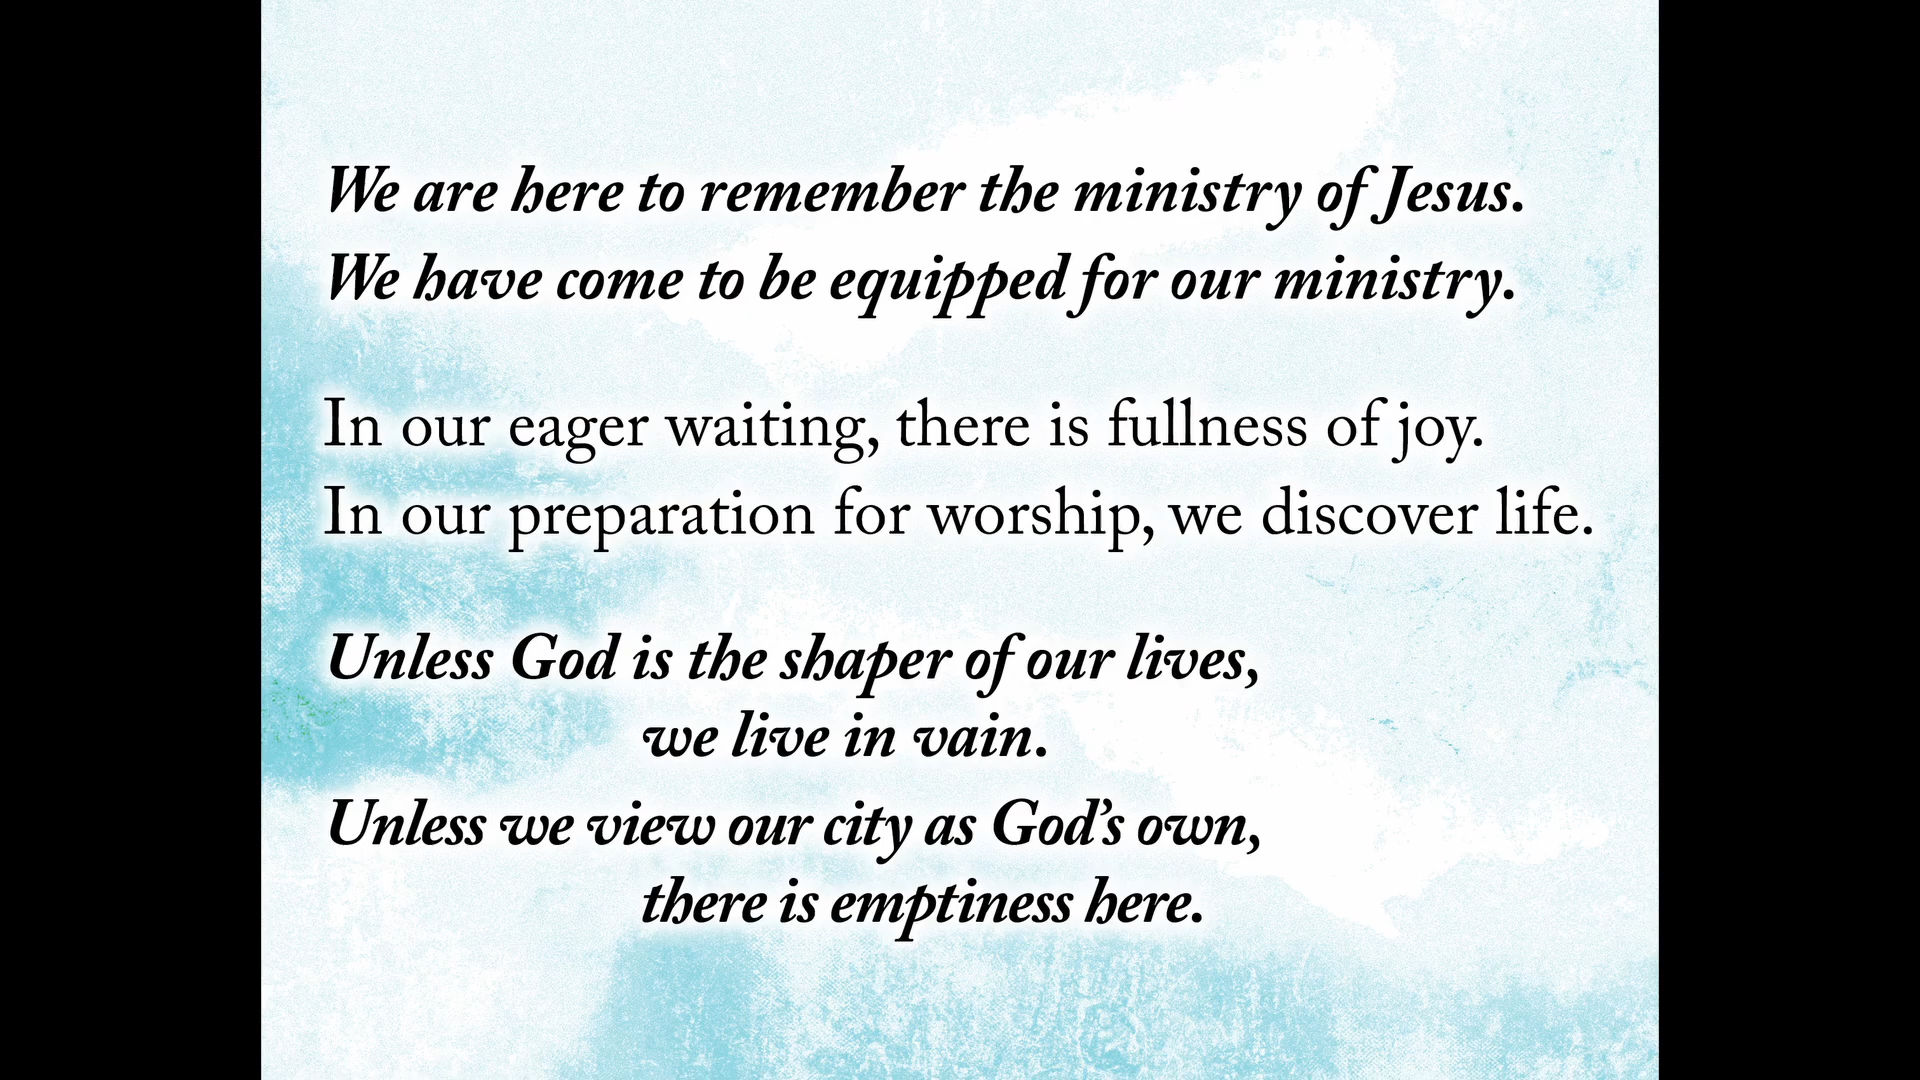 We are here to remember the ministry of Jesus.
We have come to be equipped for our ministry.
In our eager waiting, there is fullness of joy.
In our preparation for worship, we discover life.
Unless God is the shaper of our lives,
we live in vain.
Unless we view our city as God’s own,
there is emptiness here.